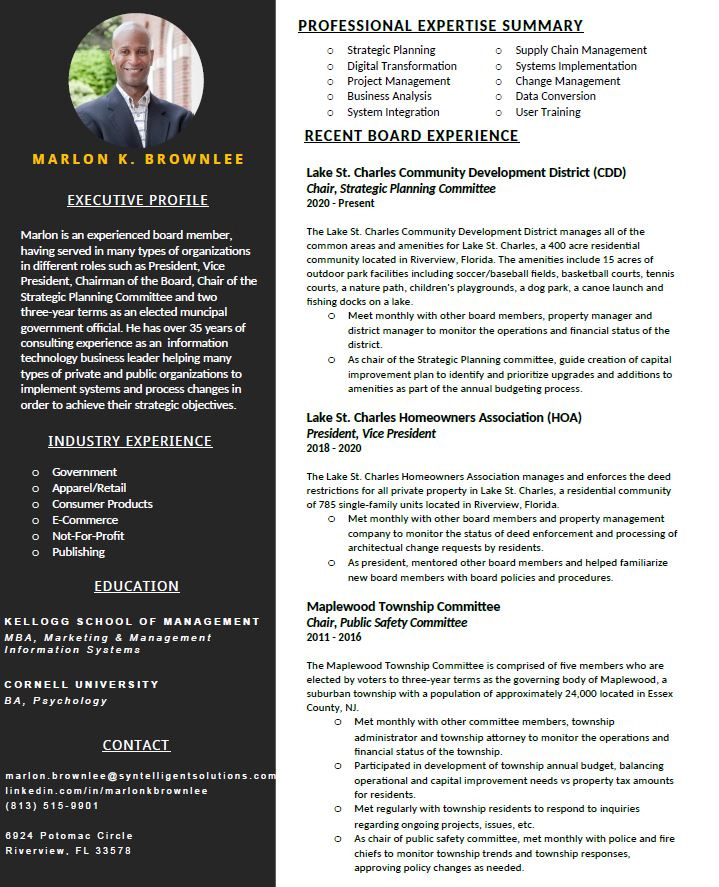 MARLON K. BROWNLEE
EXECUTIVE PROFILE
Marlon is an experienced board member,
having served in many types of organizations
in different roles such as President, Vice
President, Chairman of the Board, Chair of the
Strategic Planning Committee and two
three-year terms as an elected muncipal
government official. He has over 35 years of
consulting experience as an information
technology business leader helping many
types of private and public organizations to
implement systems and process changes in
order to achieve their strategic objectives.
INDUSTRY EXPERIENCE
o Government
o Apparel/Retail
o Consumer Products
o E-Commerce
o Not-For-Profit
o Publishing
EDUCATION
KELLOGG SCHOOL OF MANAGEMENT
MBA, Marketing & Management
Information Systems
CORNELL UNIVERSITY
BA, Psychology
CONTACT
marlon.brownlee@syntelligentsolutions.com
linkedin.com/in/marlonkbrownlee
(813) 515-9901
6924 Potomac Circle
Riverview, FL 33578
PROFESSIONAL EXPERTISE SUMMARY
o Strategic Planning
o Digital Transformation
o Project Management
o Business Analysis
o System Integration
o Supply Chain Management
o Systems Implementation
o Change Management
o Data Conversion
o User Training
RECENT BOARD EXPERIENCE
Lake St. Charles Community Development District (CDD)
Chair, Strategic Planning Committee
2020 - Present
The Lake St. Charles Community Development District manages all of the
common areas and amenities for Lake St. Charles, a 400 acre residential
community located in Riverview, Florida. The amenities include 15 acres of
outdoor park facilities including soccer/baseball fields, basketball courts, tennis
courts, a nature path, children's playgrounds, a dog park, a canoe launch and
fishing docks on a lake.
o Meet monthly with other board members, property manager and
district manager to monitor the operations and financial status of the
district.
o As chair of the Strategic Planning committee, guide creation of capital
improvement plan to identify and prioritize upgrades and additions to
amenities as part of the annual budgeting process.
Lake St. Charles Homeowners Association (HOA)
President, Vice President
2018 - 2020
The Lake St. Charles Homeowners Association manages and enforces the deed
restrictions for all private property in Lake St. Charles, a residential community
of 785 single-family units located in Riverview, Florida.
o Met monthly with other board members and property management
company to monitor the status of deed enforcement and processing of
architectual change requests by residents.
o As president, mentored other board members and helped familiarize
new board members with board policies and procedures.
Maplewood Township Committee
Chair, Public Safety Committee
2011 - 2016
The Maplewood Township Committee is comprised of five members who are
elected by voters to three-year terms as the governing body of Maplewood, a
suburban township with a population of approximately 24,000 located in Essex
County, NJ.
o Met monthly with other committee members, township
administrator and township attorney to monitor the operations and
financial status of the township.
o Participated in development of township annual budget, balancing
operational and capital improvement needs vs property tax amounts
for residents.
o Met regularly with township residents to respond to inquiries
regarding ongoing projects, issues, etc.
o As chair of public safety committee, met monthly with police and fire
chiefs to monitor township trends and township responses,
approving policy changes as needed.